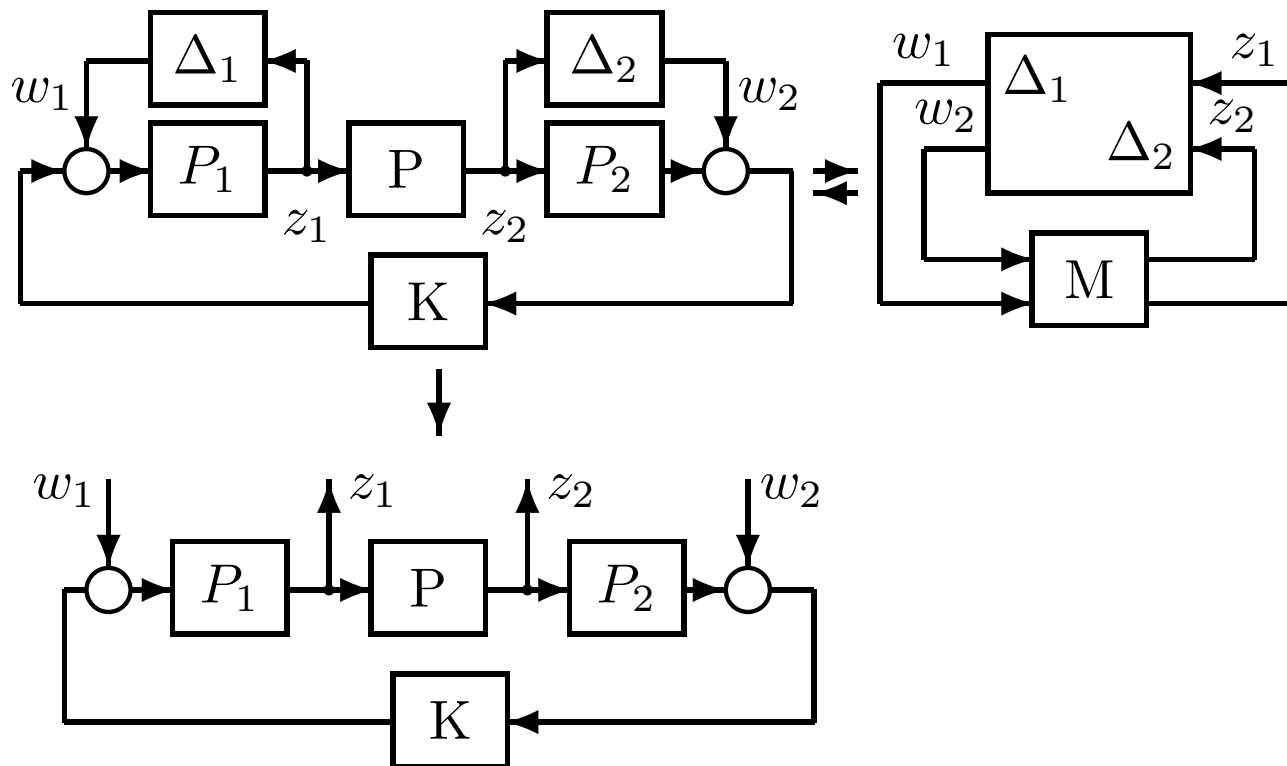 Δ₁ Δ₂
w₁ w₂
P₁ P P₂
z₁ z₂
K
w₁ Δ₁ z₁
w₂ z₂
Δ₂
M
w₁ z₁ z₂ w₂
P₁ P P₂
K